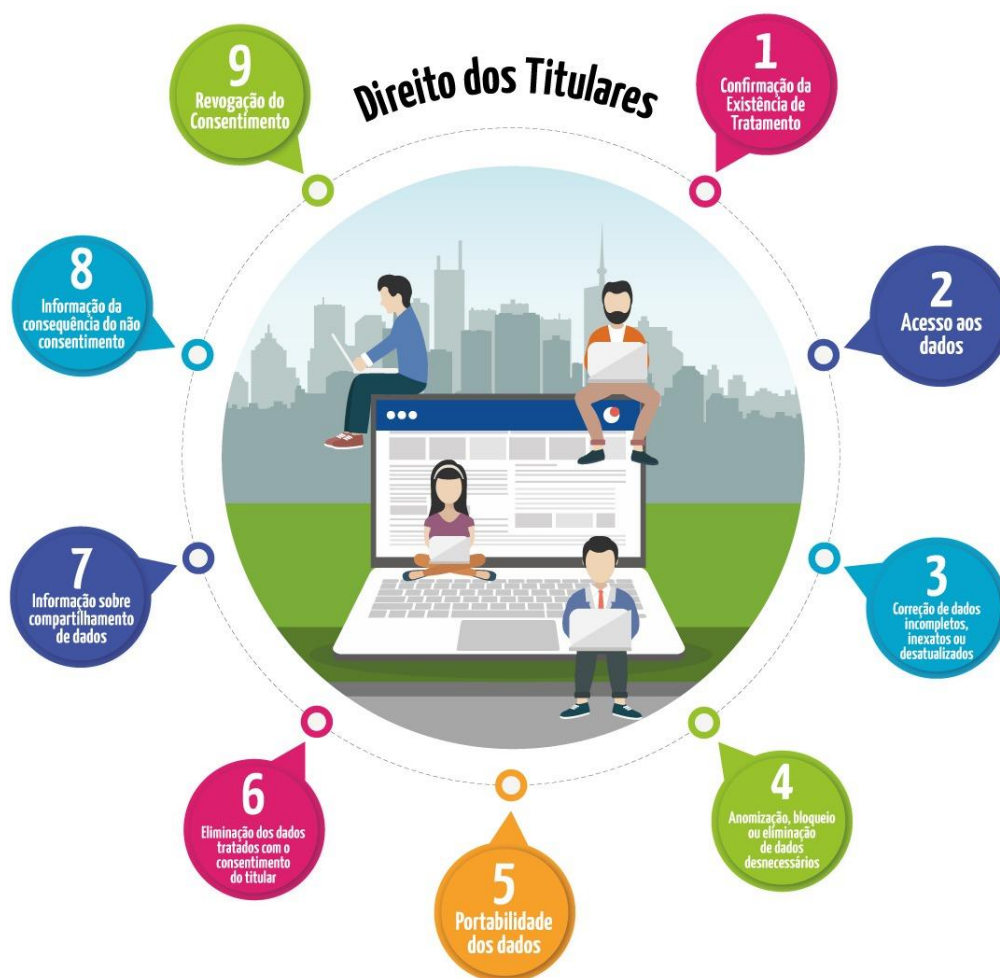 Direito dos Titulares
1
Confirmação da
Existência de
Tratamento
2
Acesso aos
dados
3
Correção de dados
incompletos,
inexatos ou
desatualizados
4
Anomização, bloqueio
ou eliminação
de dados
desnecessários
5
Portabilidade
dos dados
6
Eliminação dos dados
tratados com o
consentimento
do titular
7
Informação sobre
compartilhamento
de dados
8
Informação da
consequência do não
consentimento
9
Revogação do
Consentimento